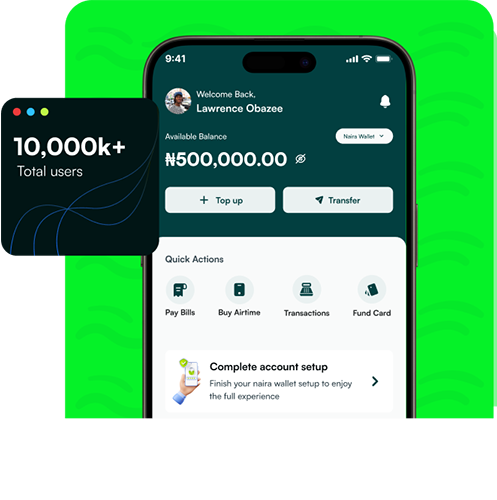 9:41
Welcome Back,
Lawrence Obazee
Available Balance
Naira Wallet
₦500,000.00
+ Top up
Transfer
10,000k+
Total users
Quick Actions
Pay Bills
Buy Airtime
Transactions
Fund Card
Complete account setup
Finish your naira wallet setup to enjoy
the full experience